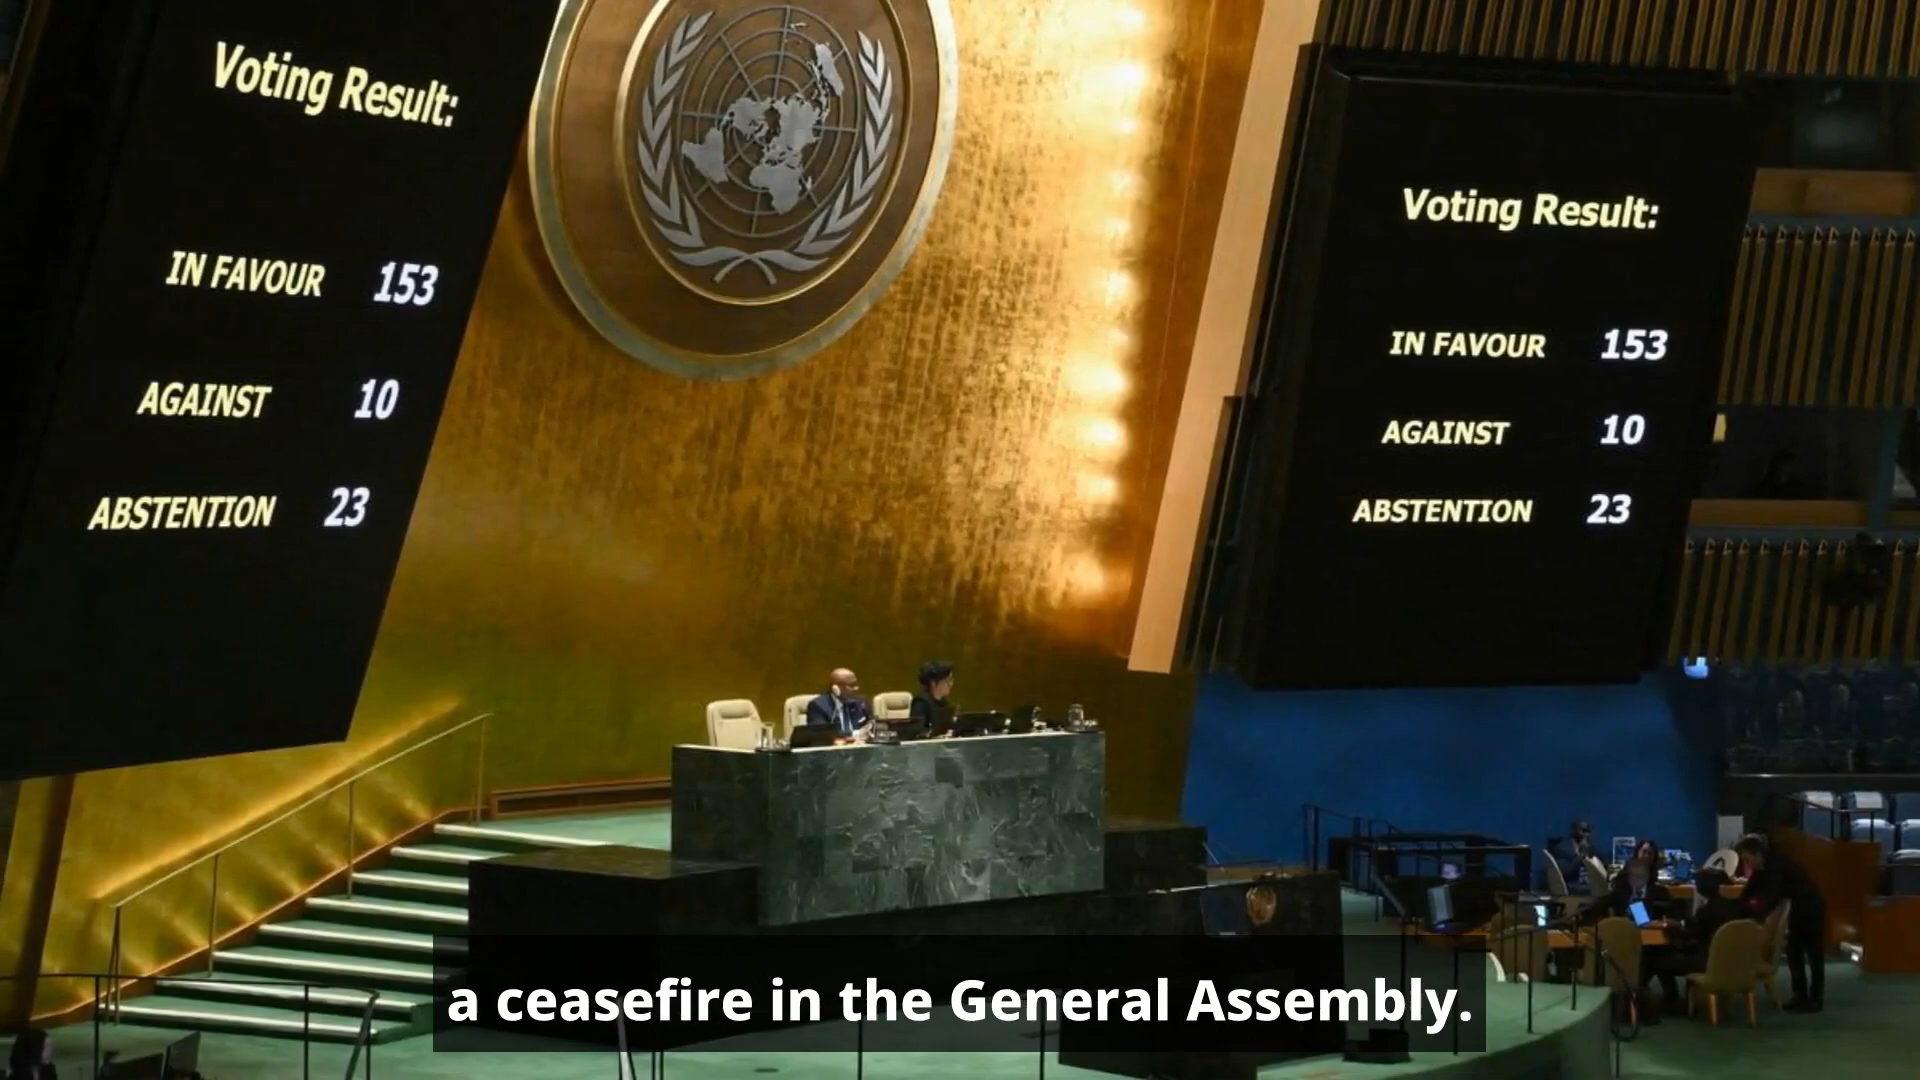 Voting Result:
IN FAVOUR 153
AGAINST 10
ABSTENTION 23
Voting Result:
IN FAVOUR 153
AGAINST 10
ABSTENTION 23
a ceasefire in the General Assembly.